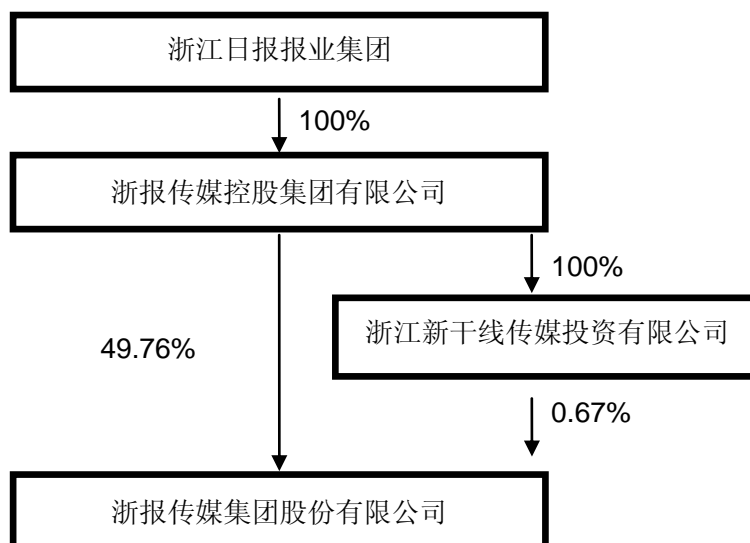 浙江日报报业集团
100%
浙报传媒控股集团有限公司
100%
浙江新干线传媒投资有限公司
49.76%
0.67%
浙报传媒集团股份有限公司